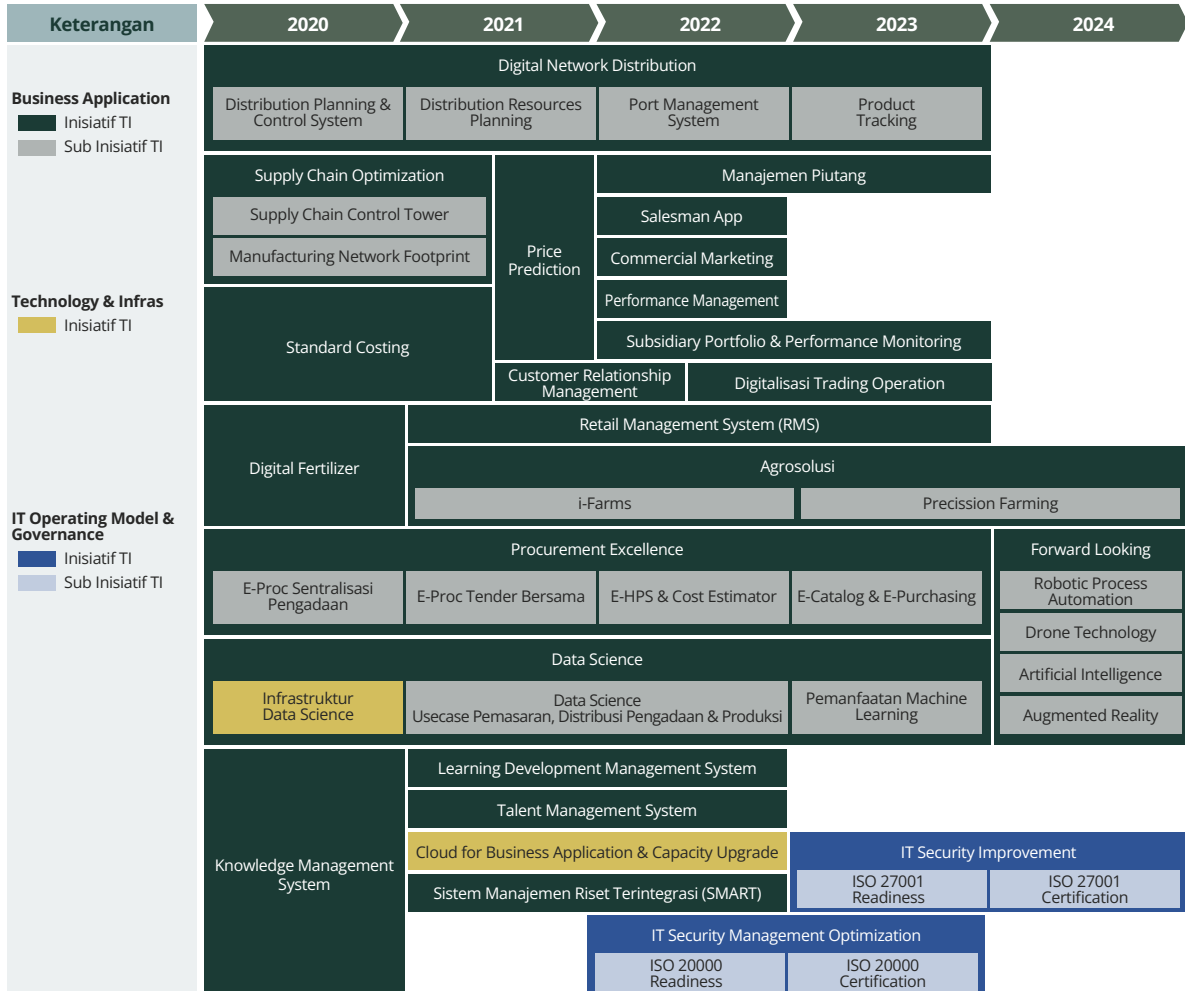 Keterangan
2020
2021
2022
2023
2024
Business Application
Inisiatif TI
Sub Inisiatif TI
Technology & Infras
Inisiatif TI
IT Operating Model &
Governance
Inisiatif TI
Sub Inisiatif TI
Digital Network Distribution
Distribution Planning &
Control System
Distribution Resources
Planning
Port Management
System
Product
Tracking
Supply Chain Optimization
Supply Chain Control Tower
Manufacturing Network Footprint
Price
Prediction
Manajemen Piutang
Salesman App
Commercial Marketing
Performance Management
Subsidiary Portfolio & Performance Monitoring
Standard Costing
Customer Relationship
Management
Digitalisasi Trading Operation
Digital Fertilizer
Retail Management System (RMS)
Agrosolusi
i-Farms
Precission Farming
Procurement Excellence
E-Proc Sentralisasi
Pengadaan
E-Proc Tender Bersama
E-HPS & Cost Estimator
E-Catalog & E-Purchasing
Forward Looking
Robotic Process
Automation
Drone Technology
Artificial Intelligence
Augmented Reality
Data Science
Infrastruktur
Data Science
Data Science
Usecase Pemasaran, Distribusi Pengadaan & Produksi
Pemanfaatan Machine
Learning
Knowledge Management
System
Learning Development Management System
Talent Management System
Cloud for Business Application & Capacity Upgrade
Sistem Manajemen Riset Terintegrasi (SMART)
IT Security Improvement
ISO 27001
Readiness
ISO 27001
Certification
IT Security Management Optimization
ISO 20000
Readiness
ISO 20000
Certification